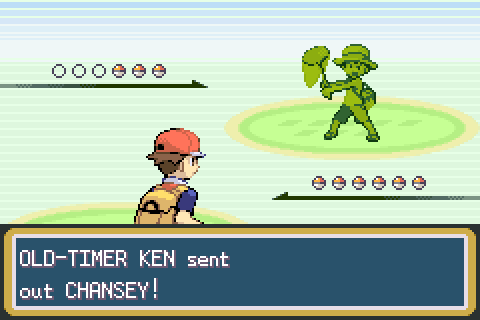 OLD-TIMER KEN sent
out CHANSEY!